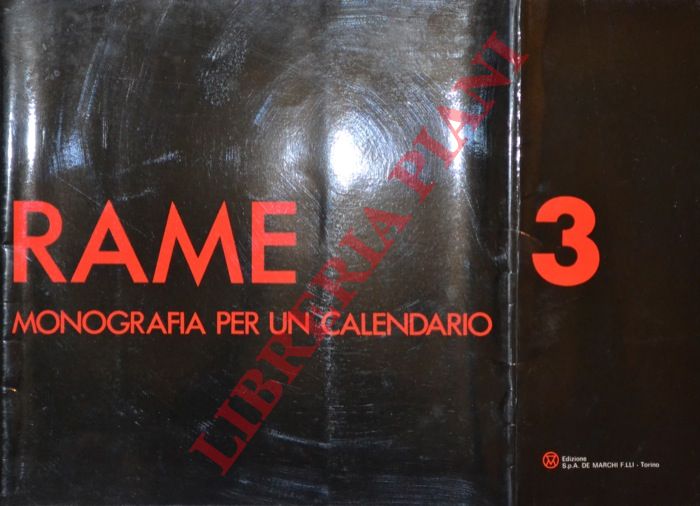 RAME 3
MONOGRAFIA PER UN CALENDARIO
LIBRERIA PIANI
Edizione
S.p.A. DE MARCHI F.LLI - Torino